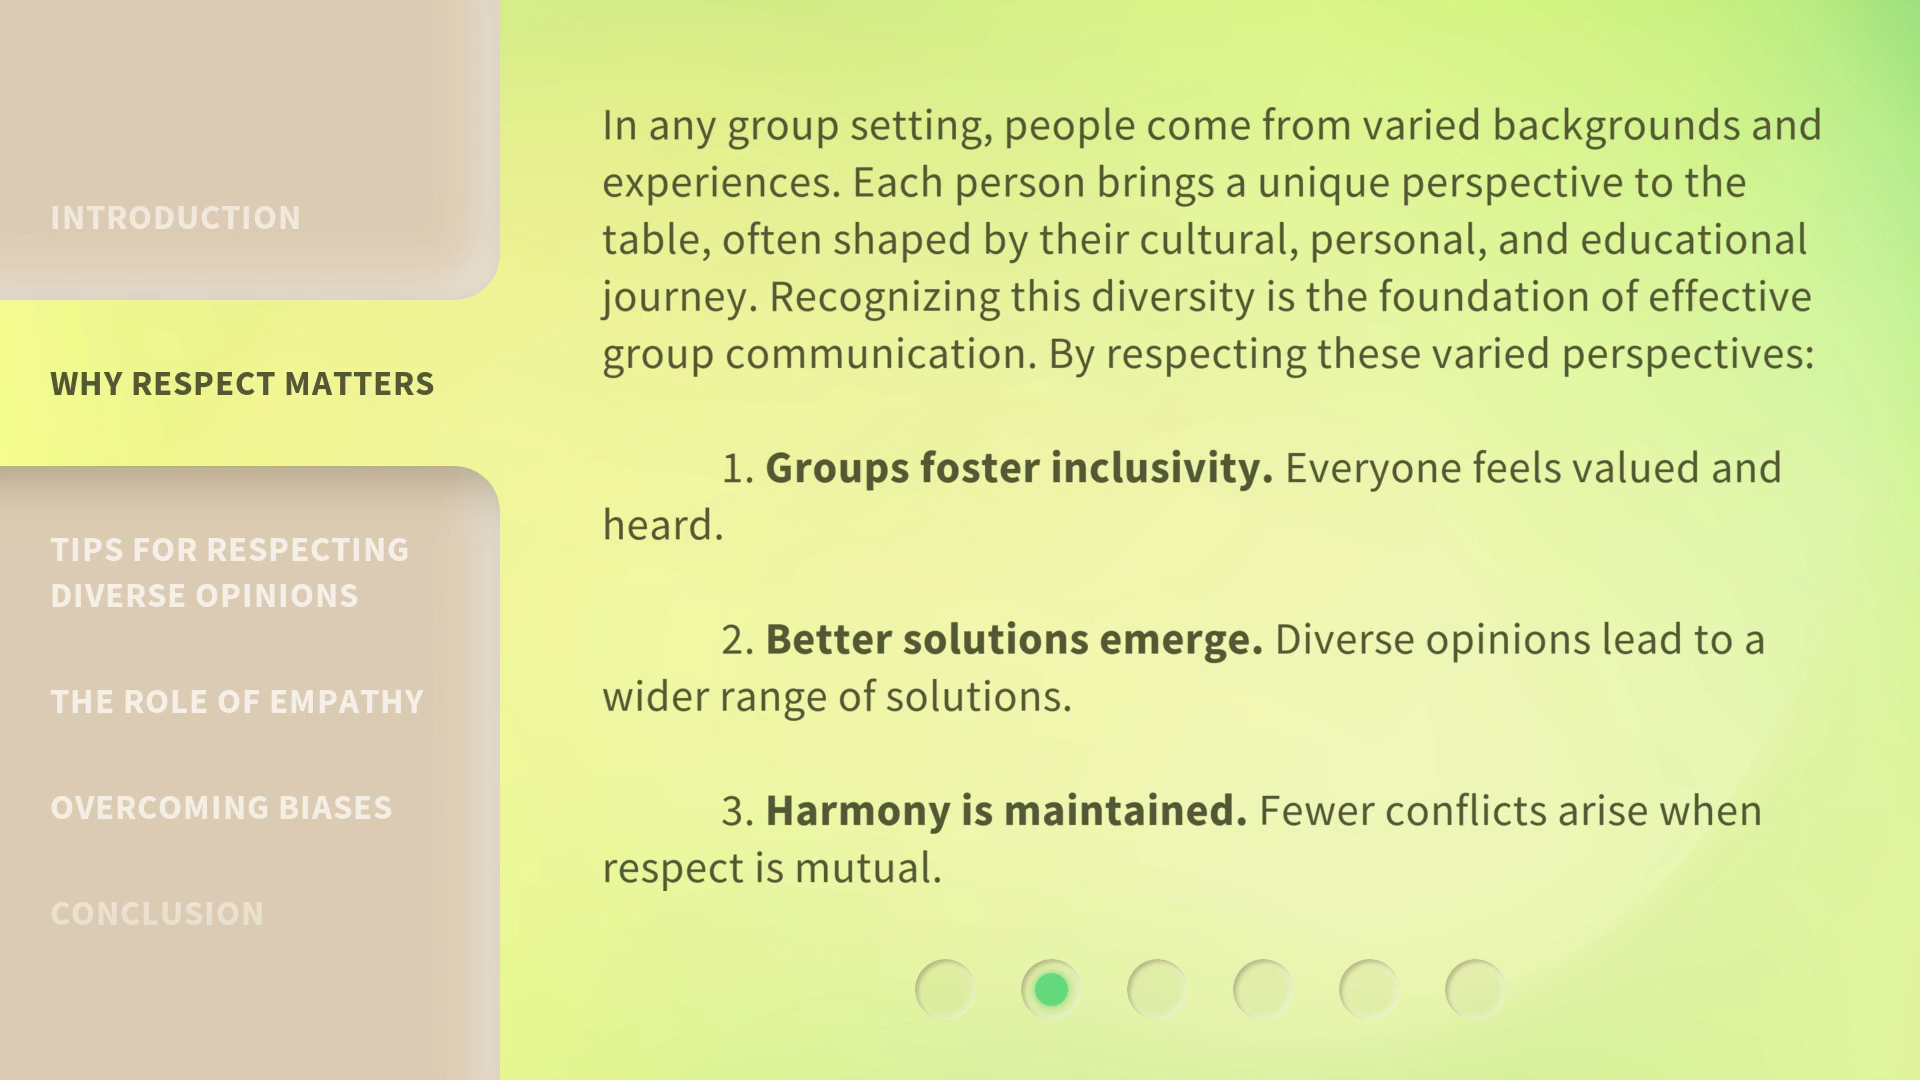 INTRODUCTION
WHY RESPECT MATTERS
TIPS FOR RESPECTING
DIVERSE OPINIONS
THE ROLE OF EMPATHY
OVERCOMING BIASES
CONCLUSION
In any group setting, people come from varied backgrounds and
experiences. Each person brings a unique perspective to the
table, often shaped by their cultural, personal, and educational
journey. Recognizing this diversity is the foundation of effective
group communication. By respecting these varied perspectives:
1. Groups foster inclusivity. Everyone feels valued and
heard.
2. Better solutions emerge. Diverse opinions lead to a
wider range of solutions.
3. Harmony is maintained. Fewer conflicts arise when
respect is mutual.